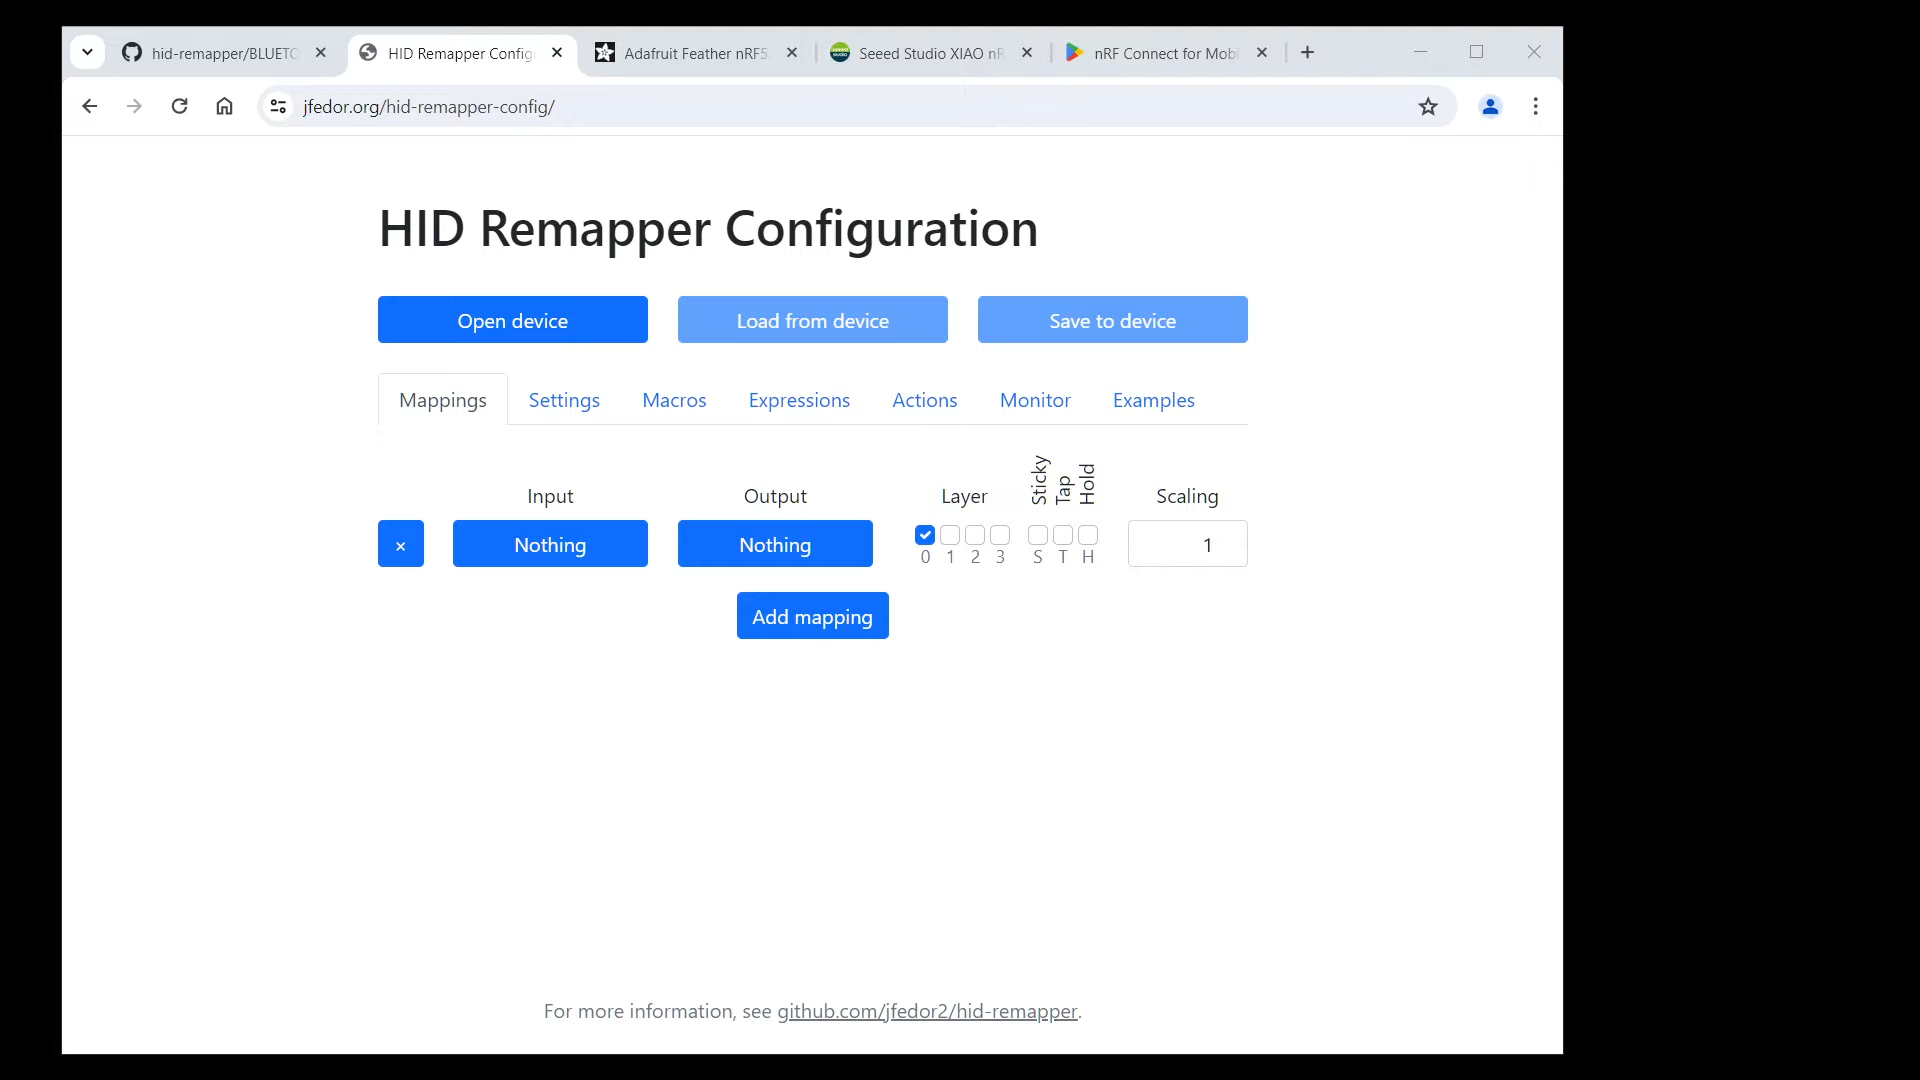 hid-remapper/BLUETO
HID Remapper Config
Adafruit Feather nRF5
Seeed Studio XIAO nR
nRF Connect for Mobi
jfedor.org/hid-remapper-config/
HID Remapper Configuration
Open device
Load from device
Save to device
Mappings
Settings
Macros
Expressions
Actions
Monitor
Examples
Input
Output
Layer
Sticky
Tap
Hold
Scaling
×
Nothing
Nothing
0 1 2 3
S T H
1
Add mapping
For more information, see github.com/jfedor2/hid-remapper.